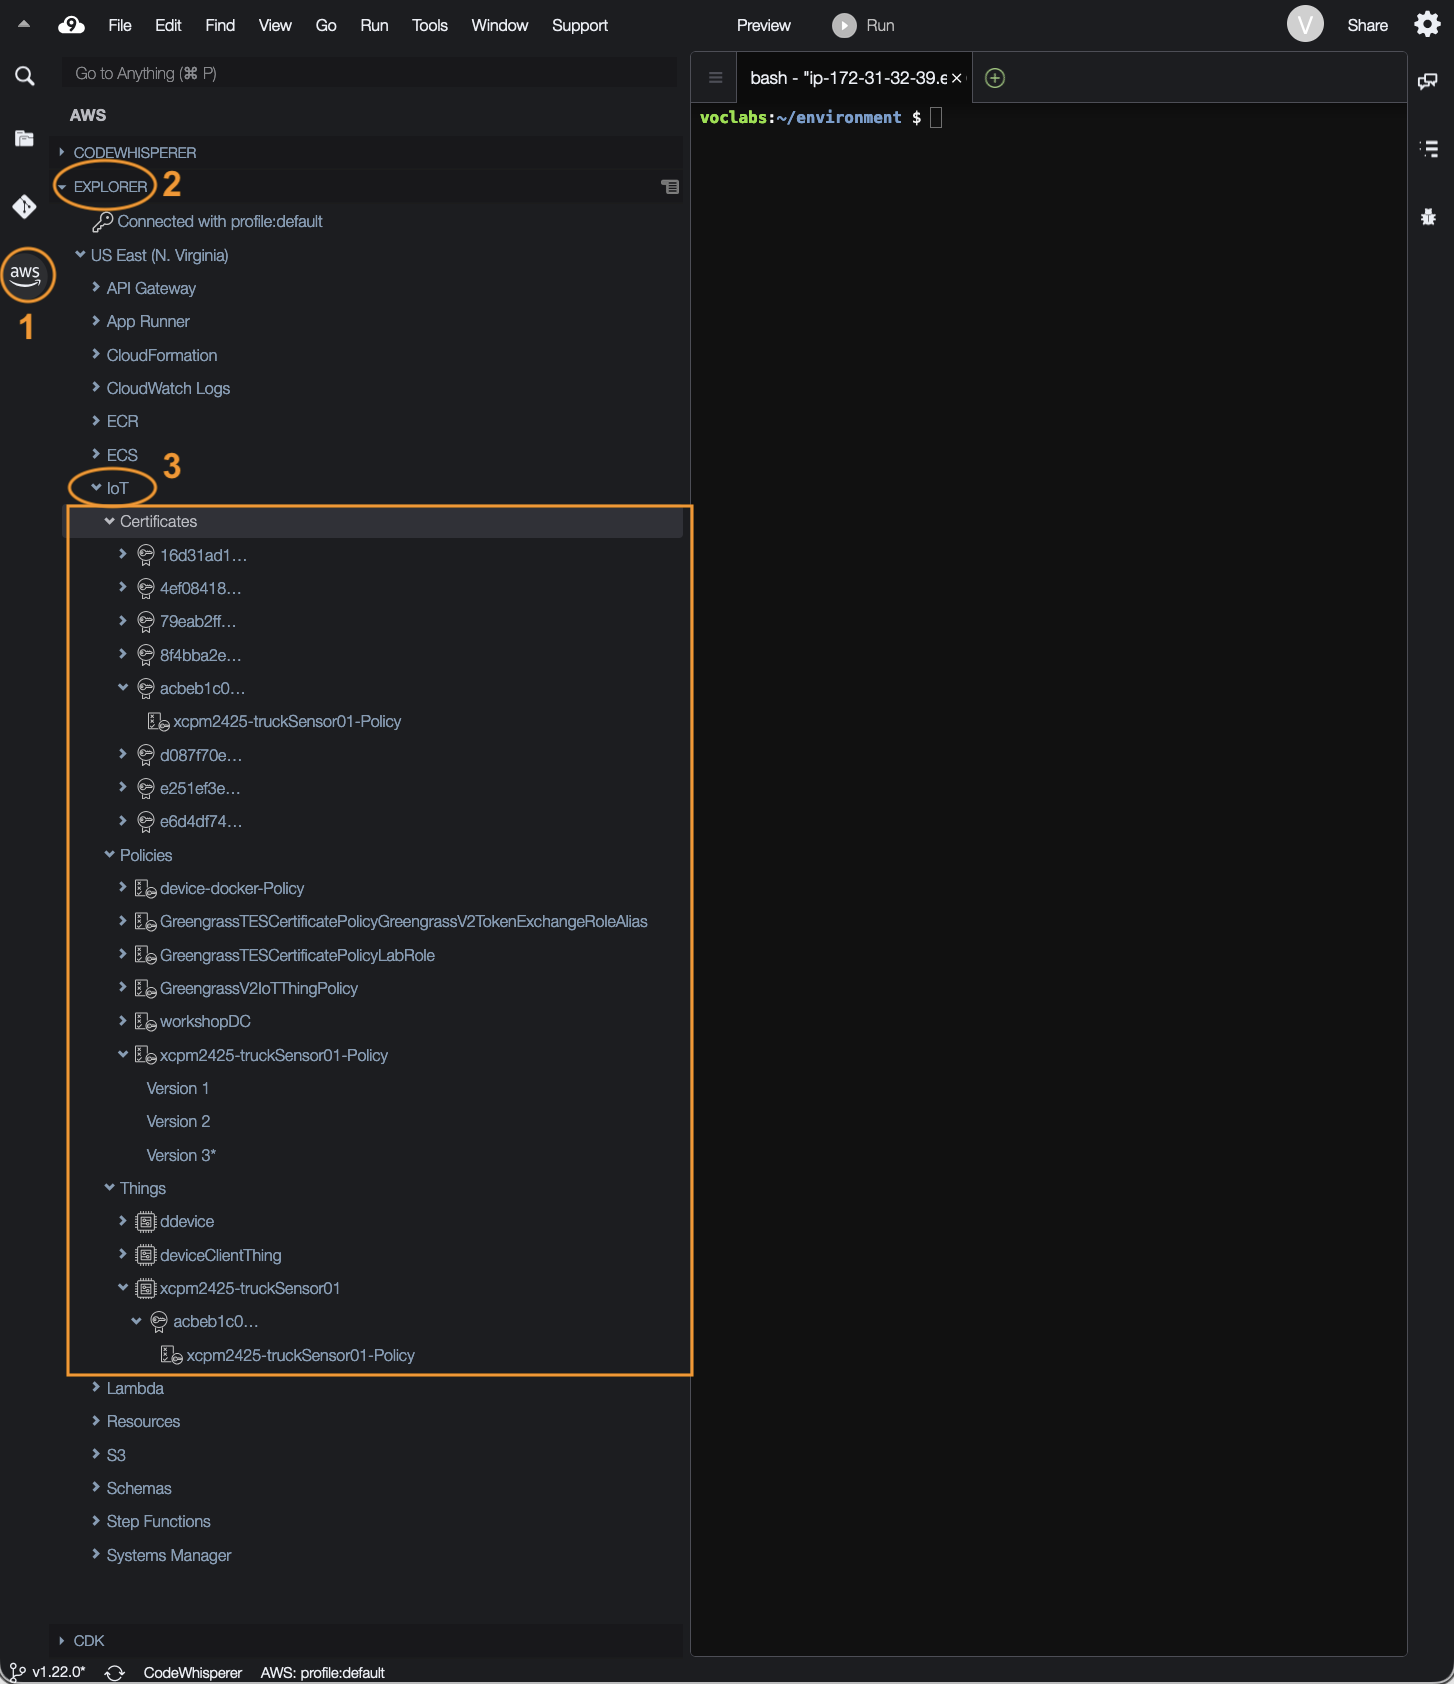 File Edit Find View Go Run Tools Window Support Preview Run V Share
Go to Anything (⌘ P)
bash - "ip-172-31-32-39.e ×
AWS
voclabs:~/environment $
CODEWHISPERER
EXPLORER 2
Connected with profile:default
US East (N. Virginia)
aws
API Gateway
1
App Runner
CloudFormation
CloudWatch Logs
ECR
ECS
3
IoT
Certificates
16d31ad1…
4ef08418…
79eab2ff…
8f4bba2e…
acbeb1c0…
xcpm2425-truckSensor01-Policy
d087f70e…
e251ef3e…
e6d4df74…
Policies
device-docker-Policy
GreengrassTESCertificatePolicyGreengrassV2TokenExchangeRoleAlias
GreengrassTESCertificatePolicyLabRole
GreengrassV2IoTThingPolicy
workshopDC
xcpm2425-truckSensor01-Policy
Version 1
Version 2
Version 3*
Things
ddevice
deviceClientThing
xcpm2425-truckSensor01
acbeb1c0…
xcpm2425-truckSensor01-Policy
Lambda
Resources
S3
Schemas
Step Functions
Systems Manager
CDK
v1.22.0* CodeWhisperer AWS: profile:default